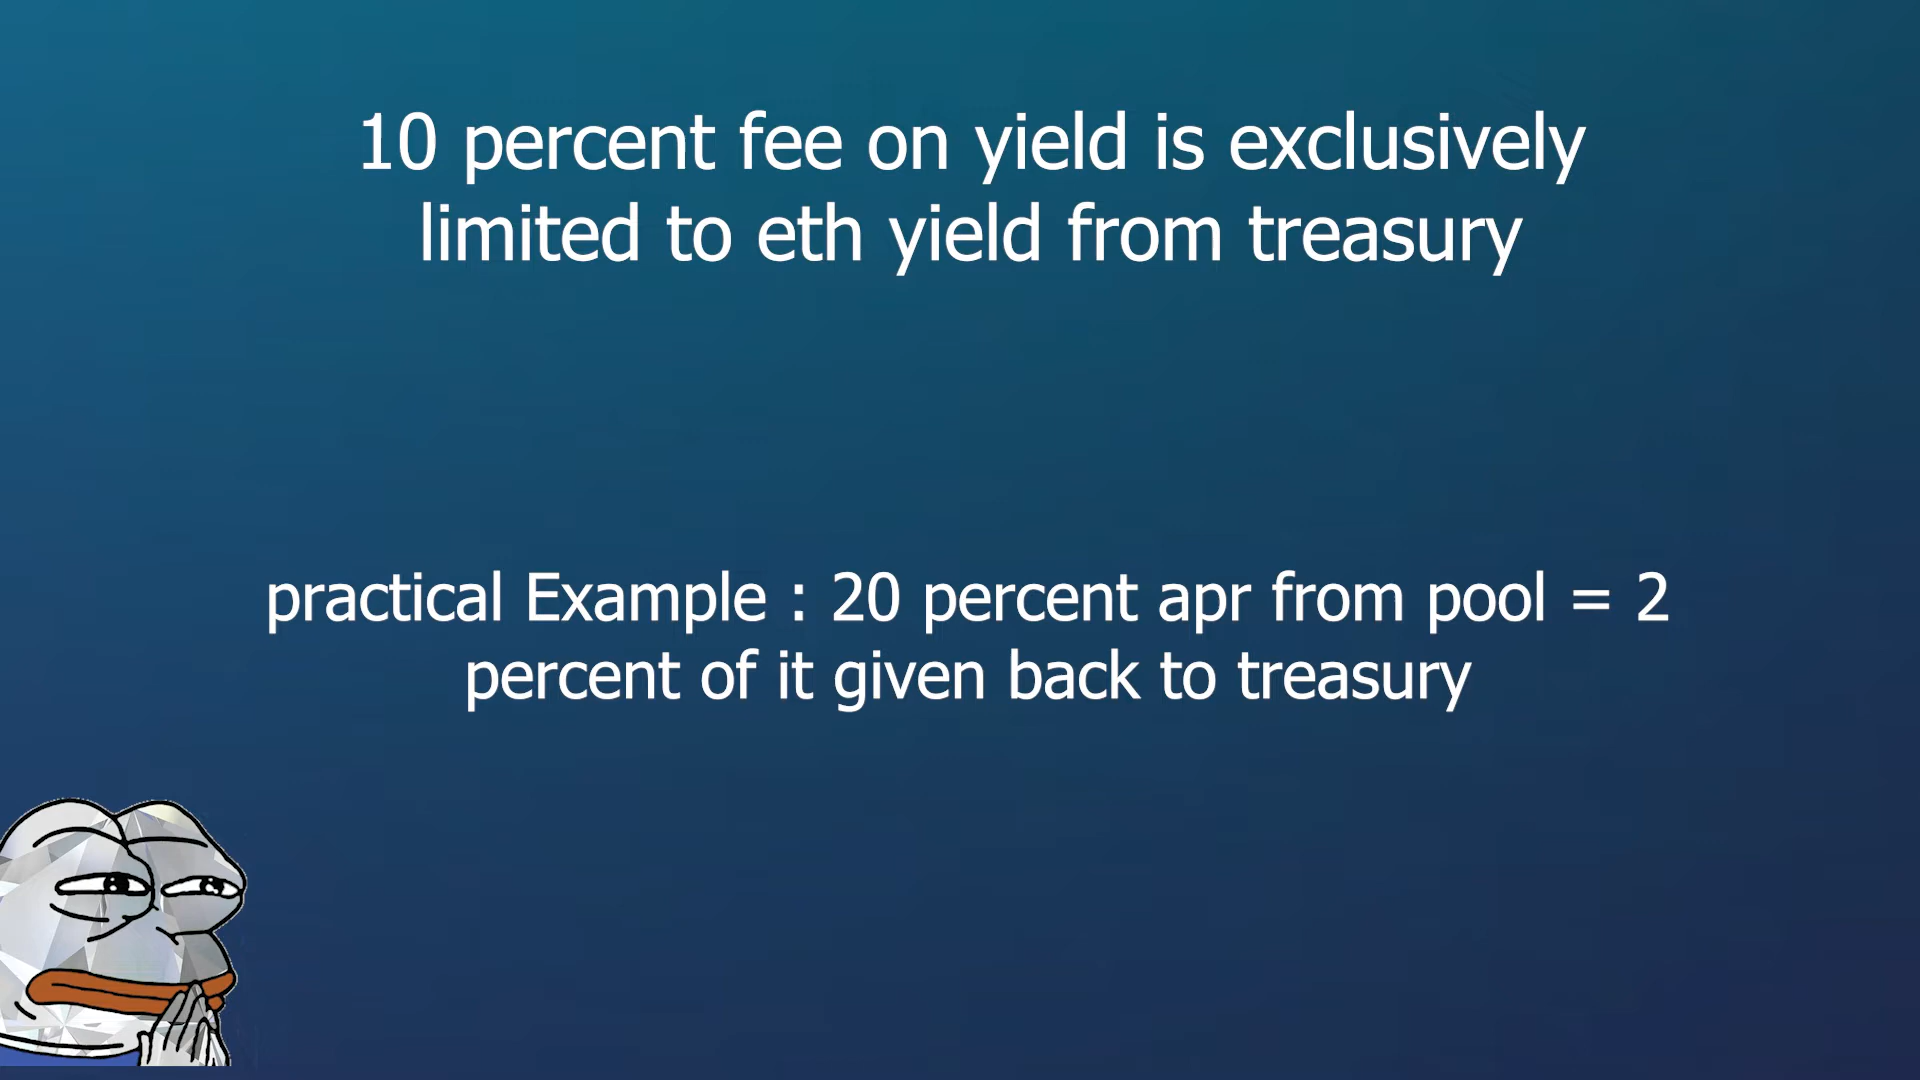 10 percent fee on yield is exclusively
limited to eth yield from treasury
practical Example : 20 percent apr from pool = 2
percent of it given back to treasury